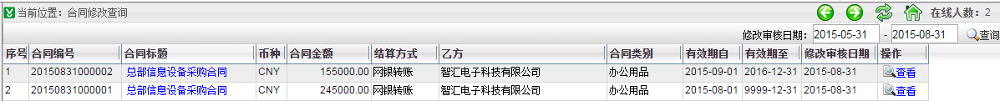 当前位置：合同修改查询 在线人数：2
修改审核日期：2015-05-31 - 2015-08-31 查询
序号 合同编号 合同标题 币种 合同金额 结算方式 乙方 合同类别 有效期自 有效期至 修改审核日期 操作
1 20150831000002 总部信息设备采购合同 CNY 155000.00 网银转账 智汇电子科技有限公司 办公用品 2015-09-01 2016-12-31 2015-08-31 查看
2 20150831000001 总部信息设备采购合同 CNY 245000.00 网银转账 智汇电子科技有限公司 办公用品 2015-08-01 9999-12-31 2015-08-31 查看